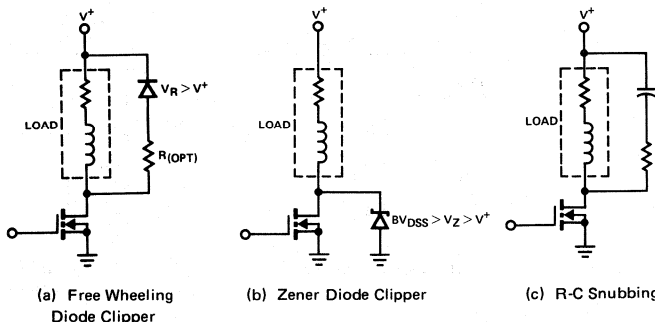 V+
V+
V+
LOAD
VR > V+
R(OPT)
LOAD
BVDSS > VZ > V+
LOAD
(a) Free Wheeling
Diode Clipper
(b) Zener Diode Clipper
(c) R-C Snubbing